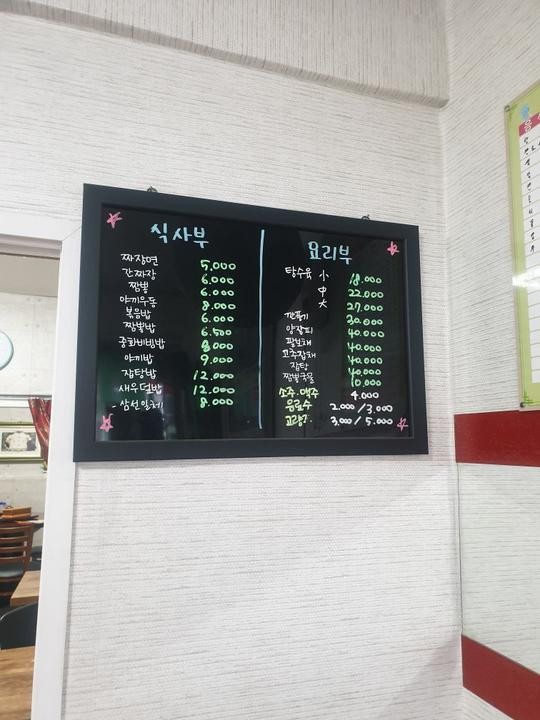 식사부
짜장면 5,000
간짜장 6.000
짬뽕 6.000
야끼우동 8.000
볶음밥 6.000
짬뽕밥 6.500
중화비빔밥 8.000
야끼밥 9.000
잡탕밥 12.000
새우덮밥 12.000
삼선일체 8.000
요리부
탕수육 小 18.000
中 22.000
大 27.000
깐풍기 30.000
양장피 40.000
팔보채 40.000
고추잡채 40.000
잡탕 40.000
짬뽕국물 10.000
소주.맥주 4.000
음료수 2.000/3.000
고량주 3,000/5.000